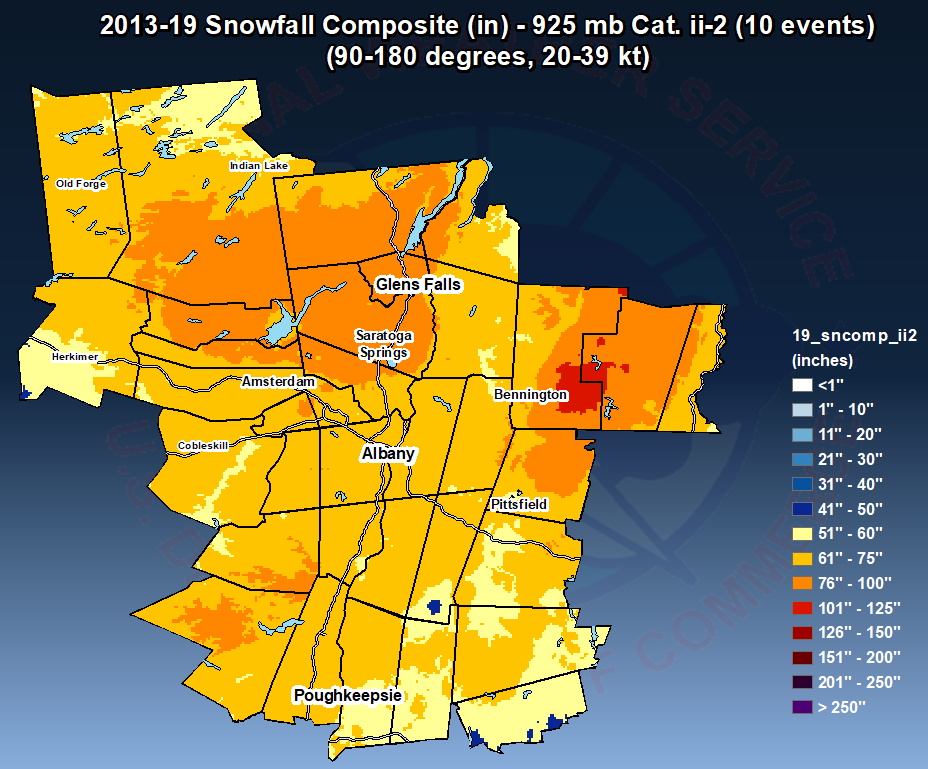 2013-19 Snowfall Composite (in) - 925 mb Cat. ii-2 (10 events)
(90-180 degrees, 20-39 kt)
Indian Lake
Old Forge
Glens Falls
Saratoga
Springs
Herkimer
Amsterdam
Bennington
Cobleskill
Albany
Pittsfield
Poughkeepsie
19_sncomp_ii2
(inches)
<1"
1" - 10"
11" - 20"
21" - 30"
31" - 40"
41" - 50"
51" - 60"
61" - 75"
76" - 100"
101" - 125"
126" - 150"
151" - 200"
201" - 250"
> 250"